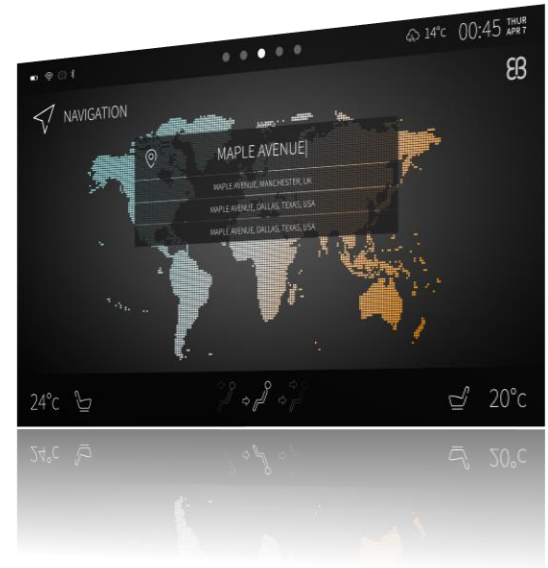 14°C 00:45 THUR
APR 7
EB
NAVIGATION
MAPLE AVENUE
MAPLE AVENUE, MANCHESTER, UK
MAPLE AVENUE, DALLAS, TEXAS, USA
MAPLE AVENUE, DALLAS, TEXAS, USA
24°C 20°C